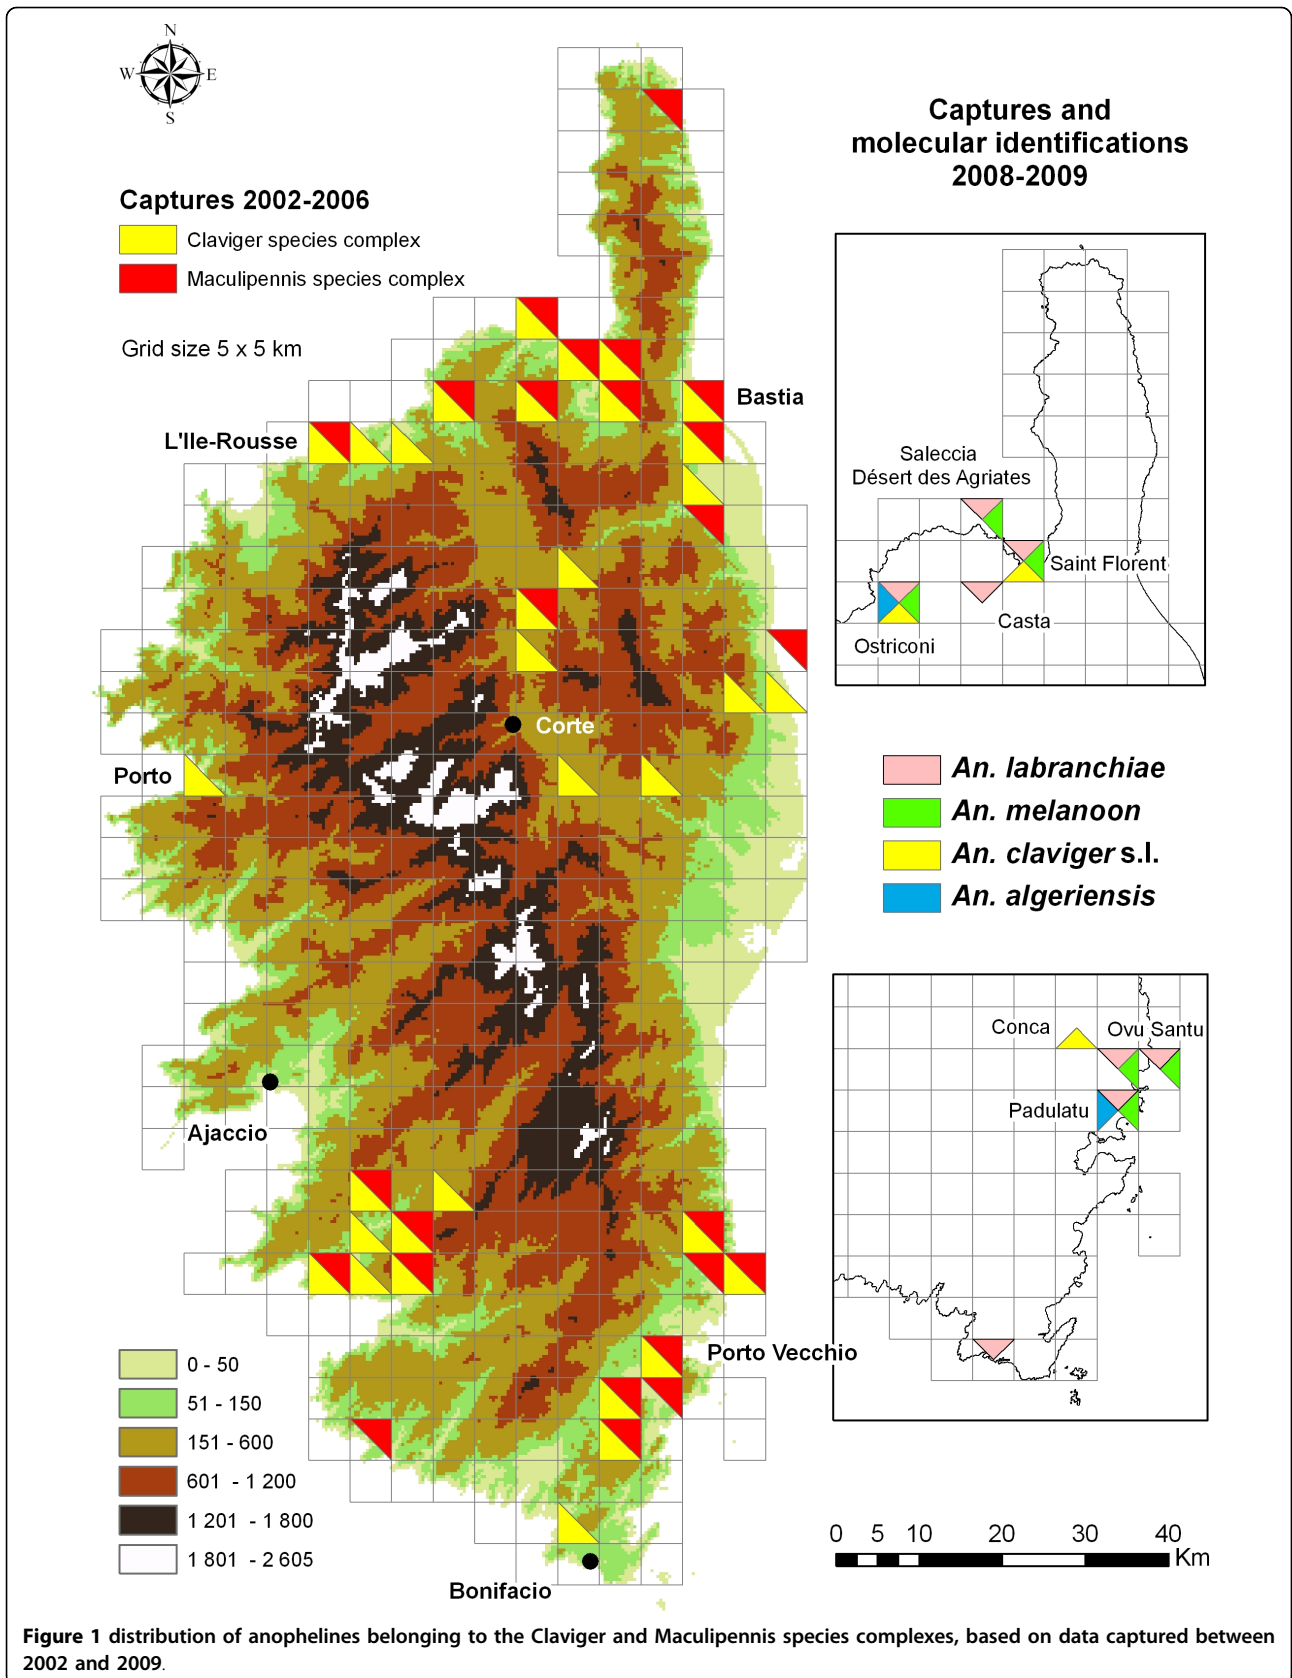 N
W E
S
Captures 2002-2006
Claviger species complex
Maculipennis species complex
Grid size 5 x 5 km
Bastia
L'Ile-Rousse
Corte
Porto
Ajaccio
Porto Vecchio
Bonifacio
0 - 50
51 - 150
151 - 600
601 - 1 200
1 201 - 1 800
1 801 - 2 605
Captures and
molecular identifications
2008-2009
Saleccia
Désert des Agriates
Saint Florent
Casta
Ostriconi
An. labranchiae
An. melanoon
An. claviger s.l.
An. algeriensis
Conca
Ovu Santu
Padulatu
0 5 10 20 30 40
Km
Figure 1 distribution of anophelines belonging to the Claviger and Maculipennis species complexes, based on data captured between
2002 and 2009.